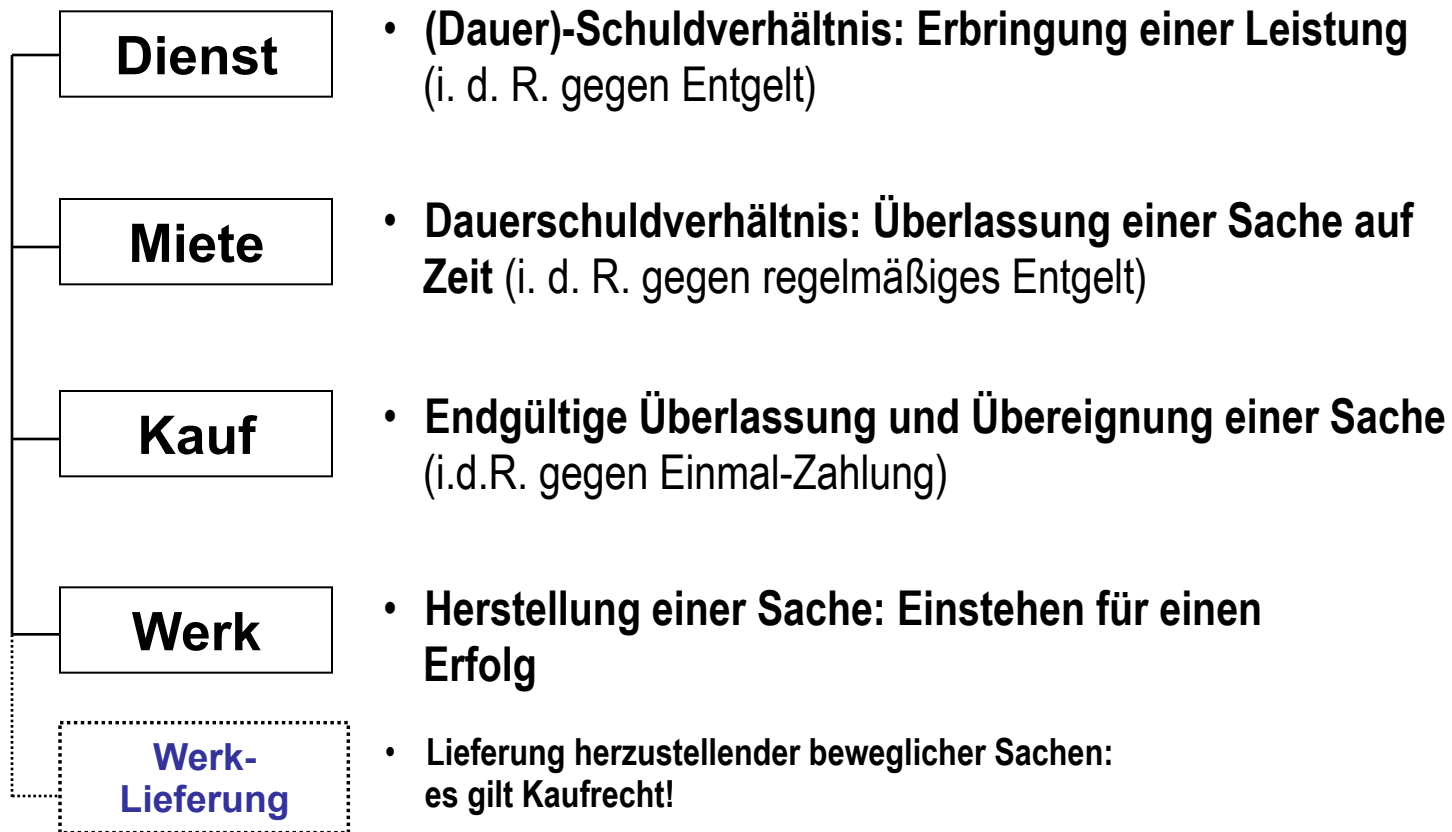 Dienst
• (Dauer)-Schuldverhältnis: Erbringung einer Leistung
(i. d. R. gegen Entgelt)
Miete
• Dauerschuldverhältnis: Überlassung einer Sache auf
Zeit (i. d. R. gegen regelmäßiges Entgelt)
Kauf
• Endgültige Überlassung und Übereignung einer Sache
(i.d.R. gegen Einmal-Zahlung)
Werk
• Herstellung einer Sache: Einstehen für einen
Erfolg
Werk-
Lieferung
• Lieferung herzustellender beweglicher Sachen:
es gilt Kaufrecht!